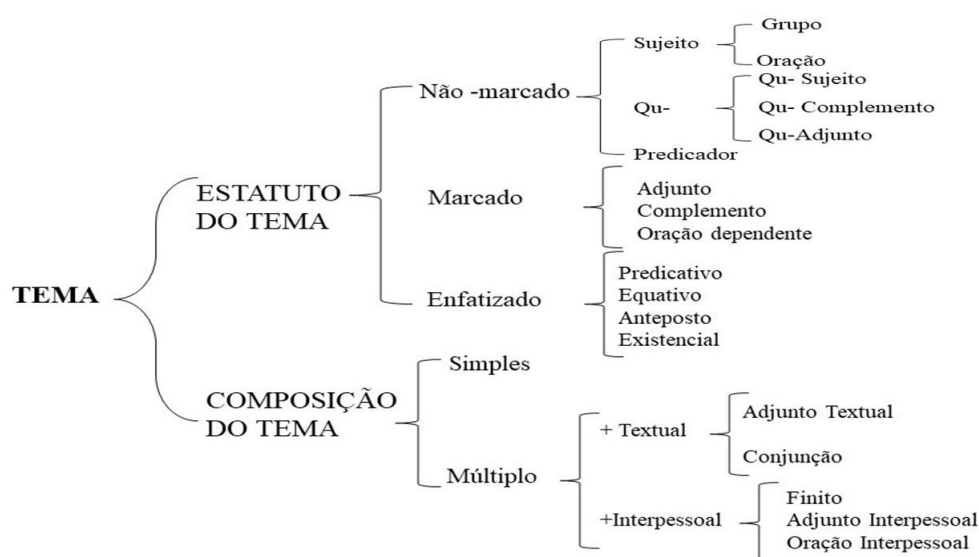 TEMA
ESTATUTO
DO TEMA
Não -marcado
Sujeito
Grupo
Oração
Qu-
Qu- Sujeito
Qu- Complemento
Qu-Adjunto
Predicador
Marcado
Adjunto
Complemento
Oração dependente
Enfatizado
Predicativo
Equativo
Anteposto
Existencial
COMPOSIÇÃO
DO TEMA
Simples
Múltiplo
+ Textual
Adjunto Textual
Conjunção
+Interpessoal
Finito
Adjunto Interpessoal
Oração Interpessoal